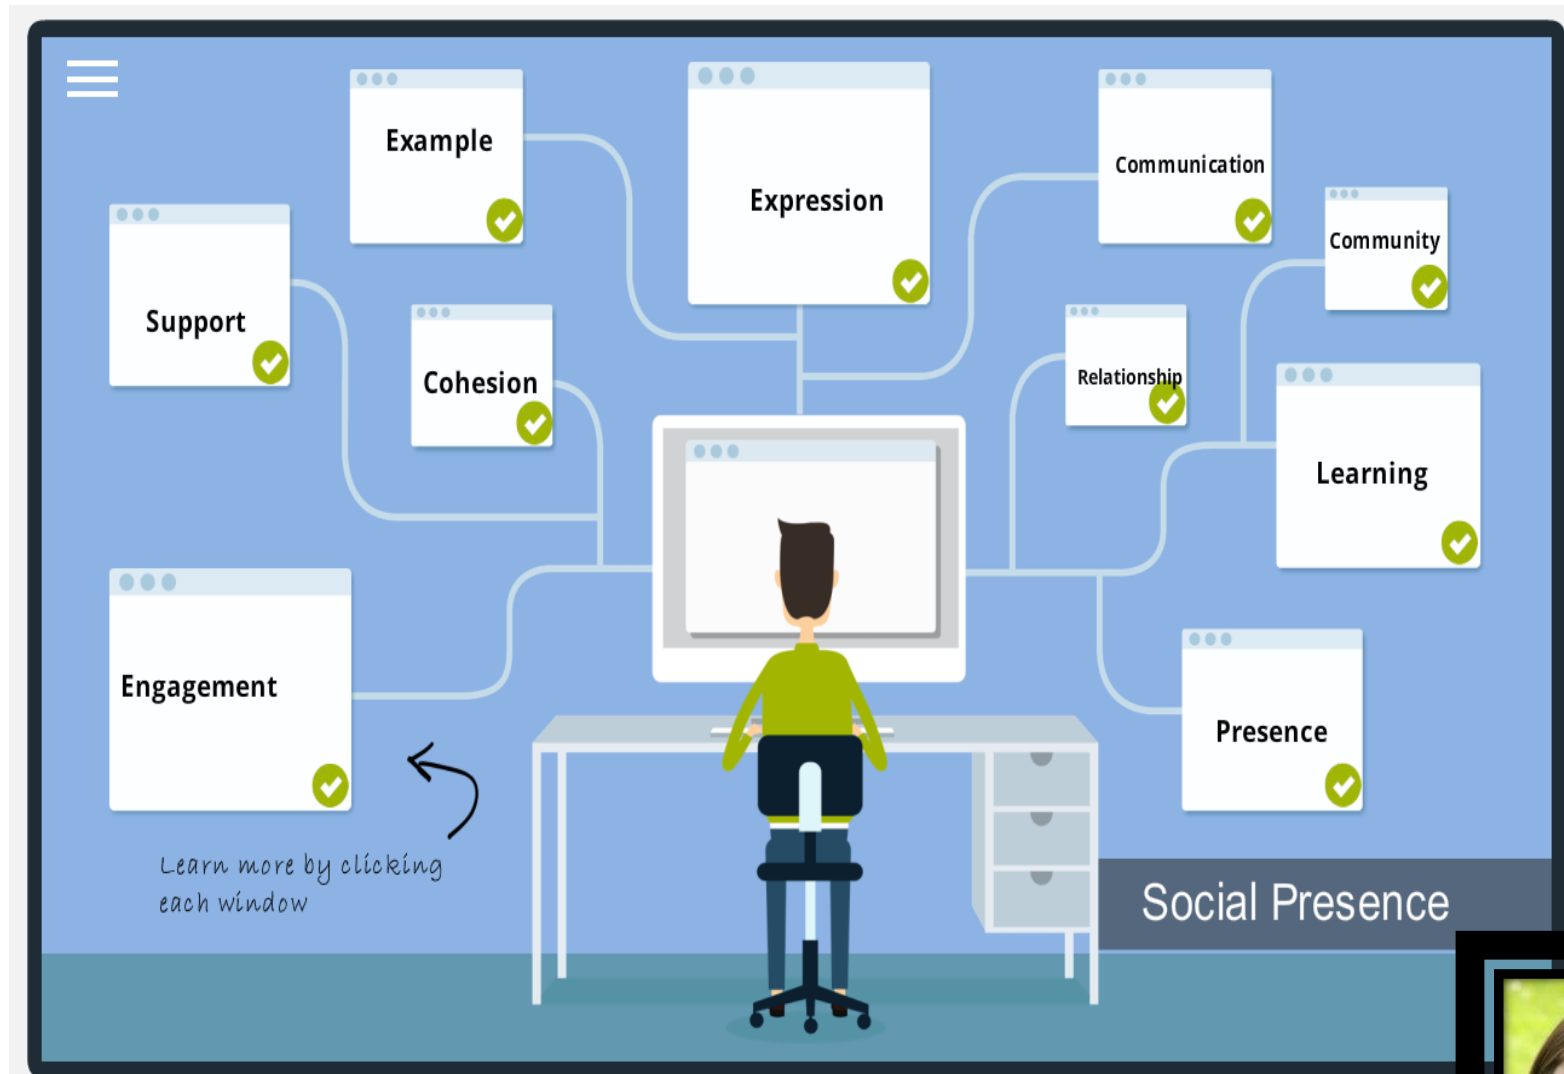 Example
Expression
Communication
Community
Support
Cohesion
Relationship
Learning
Engagement
Presence
Learn more by clicking
each window
Social Presence